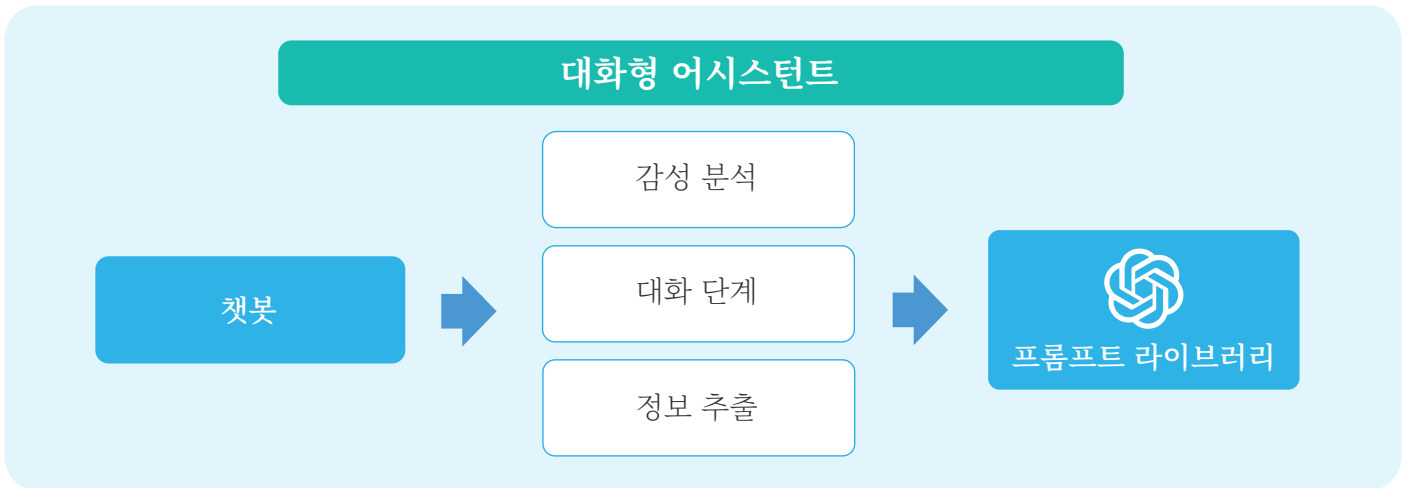 대화형 어시스턴트
챗봇
감성 분석
대화 단계
정보 추출
프롬프트 라이브러리